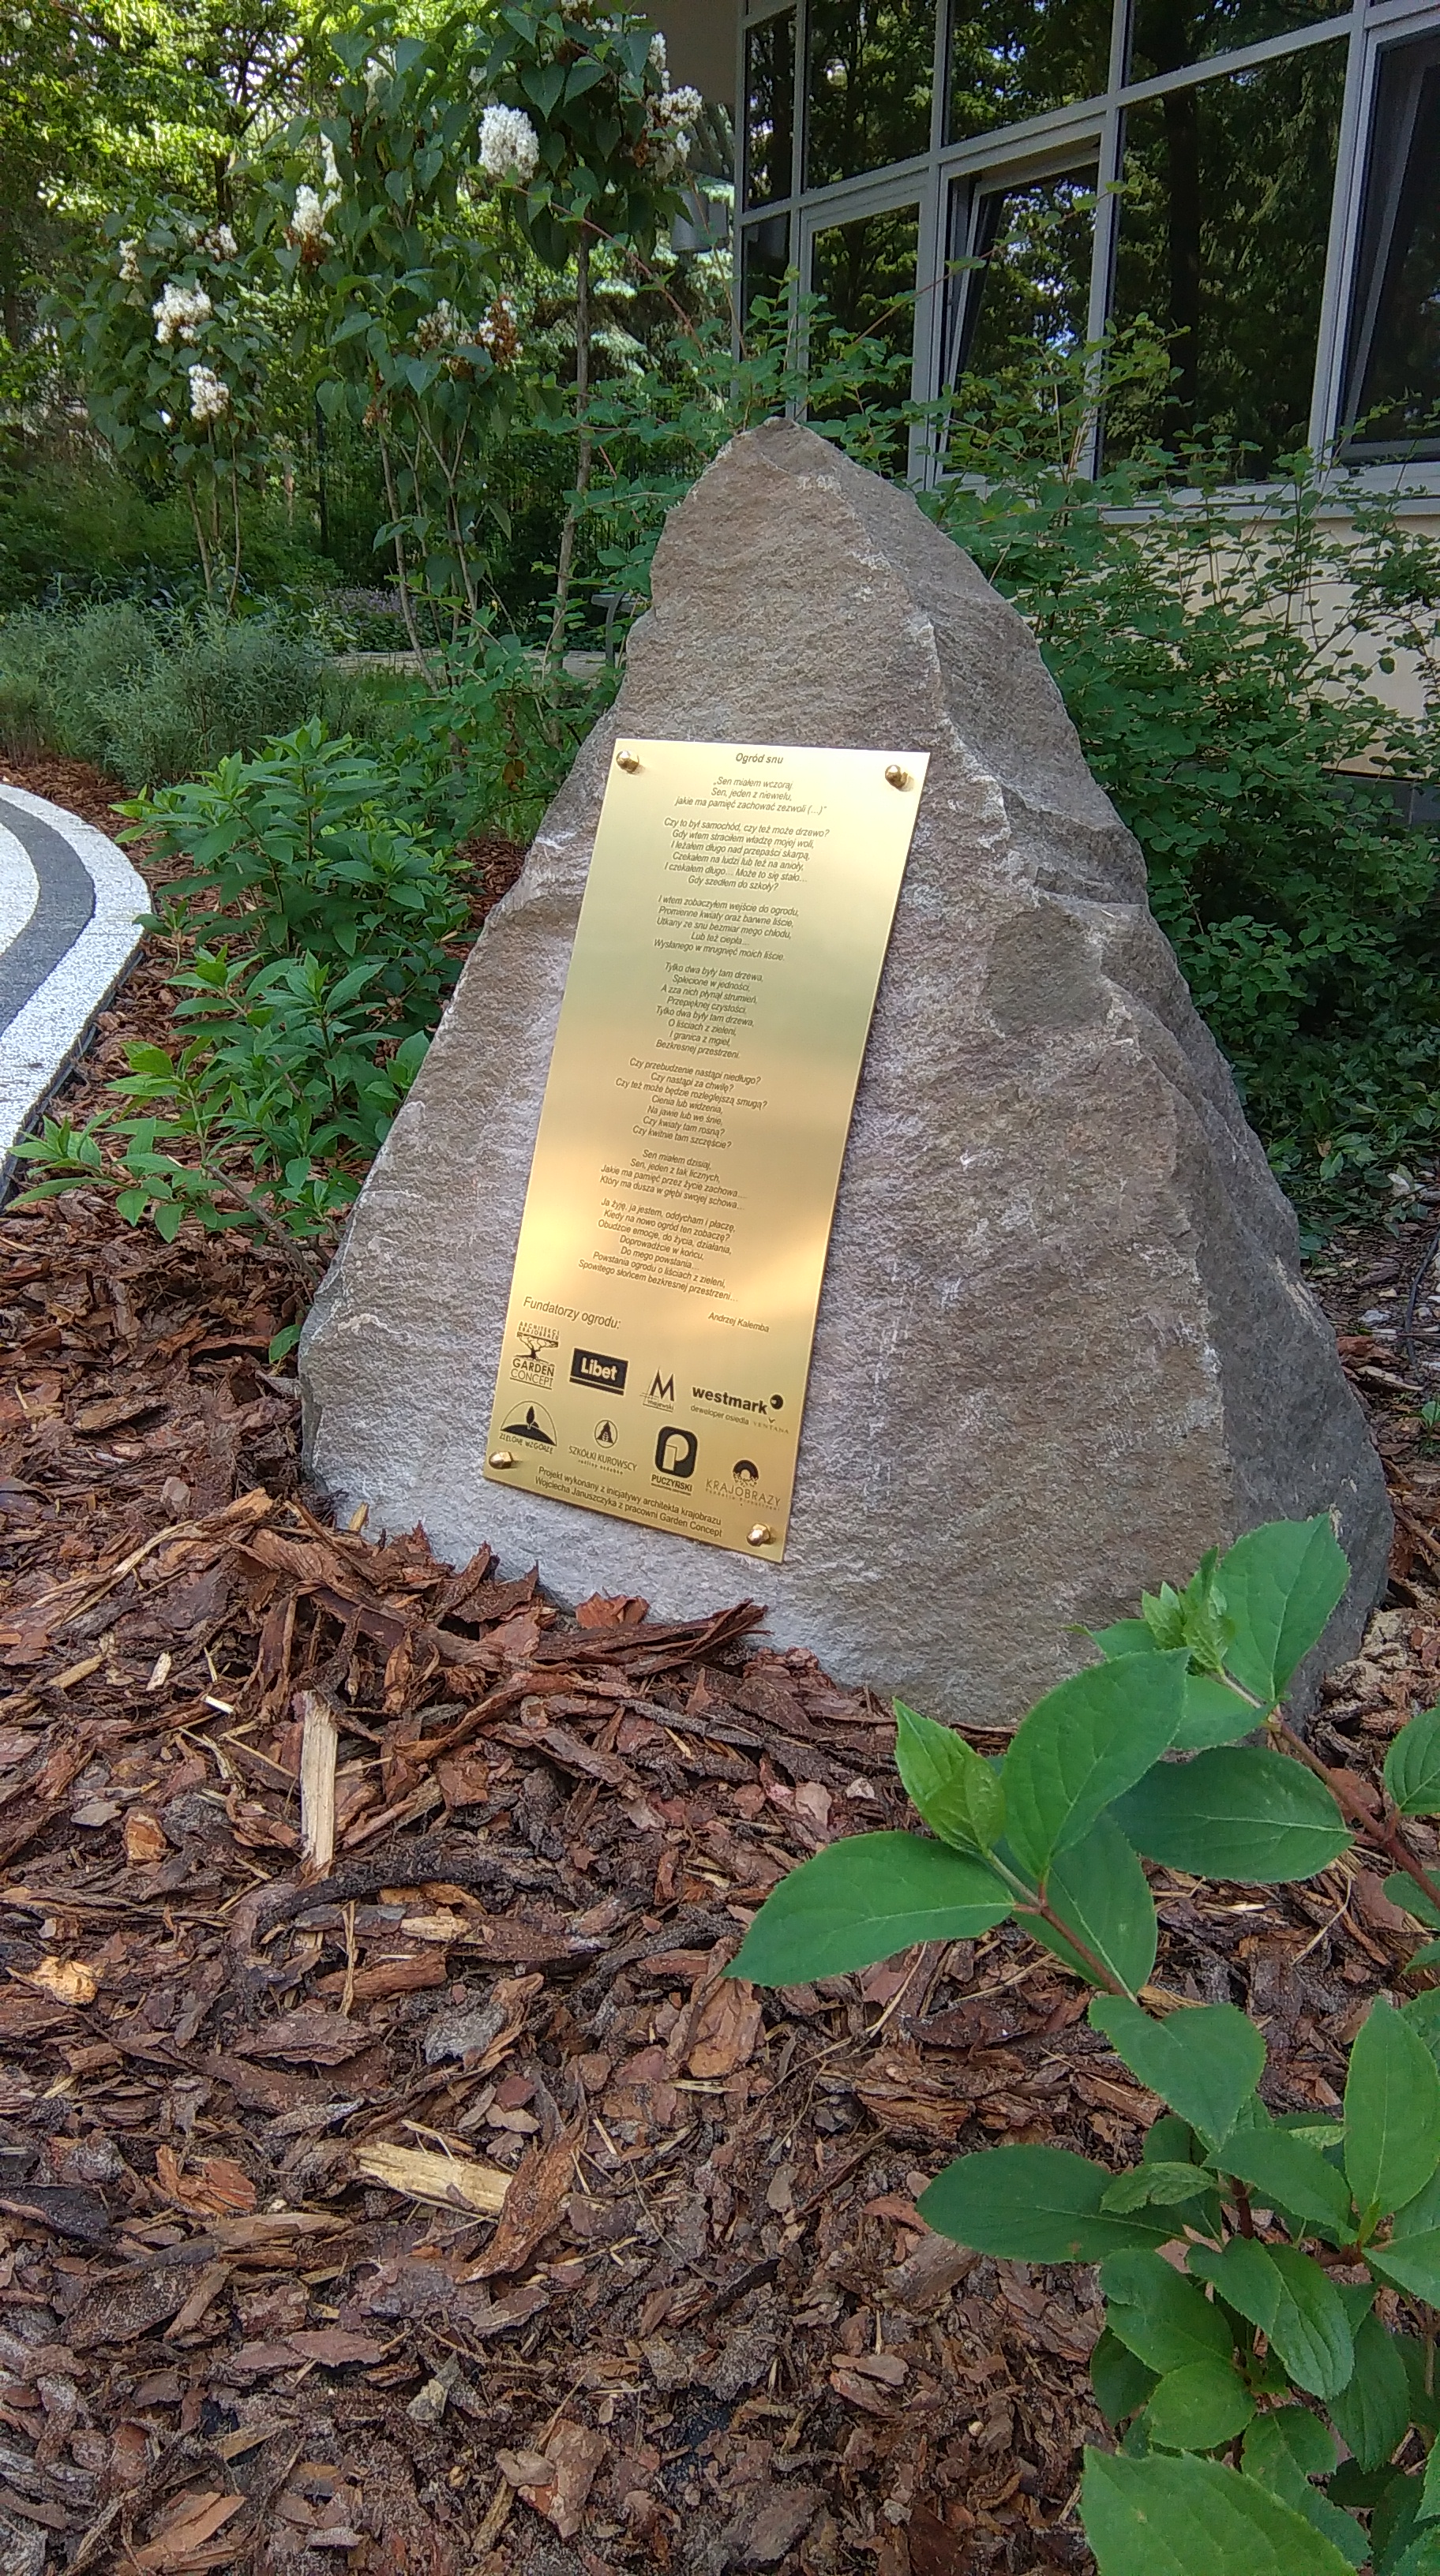 Ogród snu
„Sen miałem wczoraj
Sen, jeden z niewielu,
jakie ma pamięć zachować zezwoli (...)”
Czy to był samochód, czy też może drzewo?
Gdy wtem straciłem władzę mojej woli,
I leżałem długo nad przepaści skarpą,
Czekałem na ludzi lub też na anioły,
I czekałem długo... Może to się stało...
Gdy szedłem do szkoły?
I wtem zobaczyłem wejście do ogrodu,
Promienne kwiaty oraz barwne liście,
Utkany ze snu bezmiar mego chłodu,
Lub też ciepła...
Wysłanego w mrugnięć moich liście.
Tylko dwa były tam drzewa,
Splecione w jedności,
A zza nich płynął strumień,
Przepięknej czystości,
Tylko dwa były tam drzewa,
O liściach z zieleni,
I granica z mgieł,
Bezkresnej przestrzeni.
Czy przebudzenie nastąpi niedługo?
Czy nastąpi za chwilę?
Czy też może będzie rozleglejszą smugą?
Cienia lub widzenia,
Na jawie lub we śnie,
Czy kwiaty tam rosną?
Czy kwitnie tam szczęście?
Sen miałem dzisiaj,
Sen, jeden z tak licznych,
Jakie ma pamięć przez życie zachowa....
Który ma dusza w głębi swojej schowa...
Ja żyję, ja jestem, oddycham i płaczę,
Kiedy na nowo ogród ten zobaczę?
Obudźcie emocje, do życia, działania,
Doprowadźcie w końcu,
Do mego powstania...
Powstania ogrodu o liściach z zieleni,
Spowitego słońcem bezkresnej przestrzeni...
Andrzej Kalemba
Fundatorzy ogrodu:
ARCHITEKCI
KRAJOBRAZU
GARDEN
CONCEPT
Libet
M
majewski
westmark
deweloper osiedla VENTANA
ZIELONE WZGÓRZE
SZKÓŁKI KUROWSCY
PUCZYŃSKI
KRAJOBRAZY
Projekt wykonany z inicjatywy architekta krajobrazu
Wojciecha Januszczyka z pracowni Garden Concept